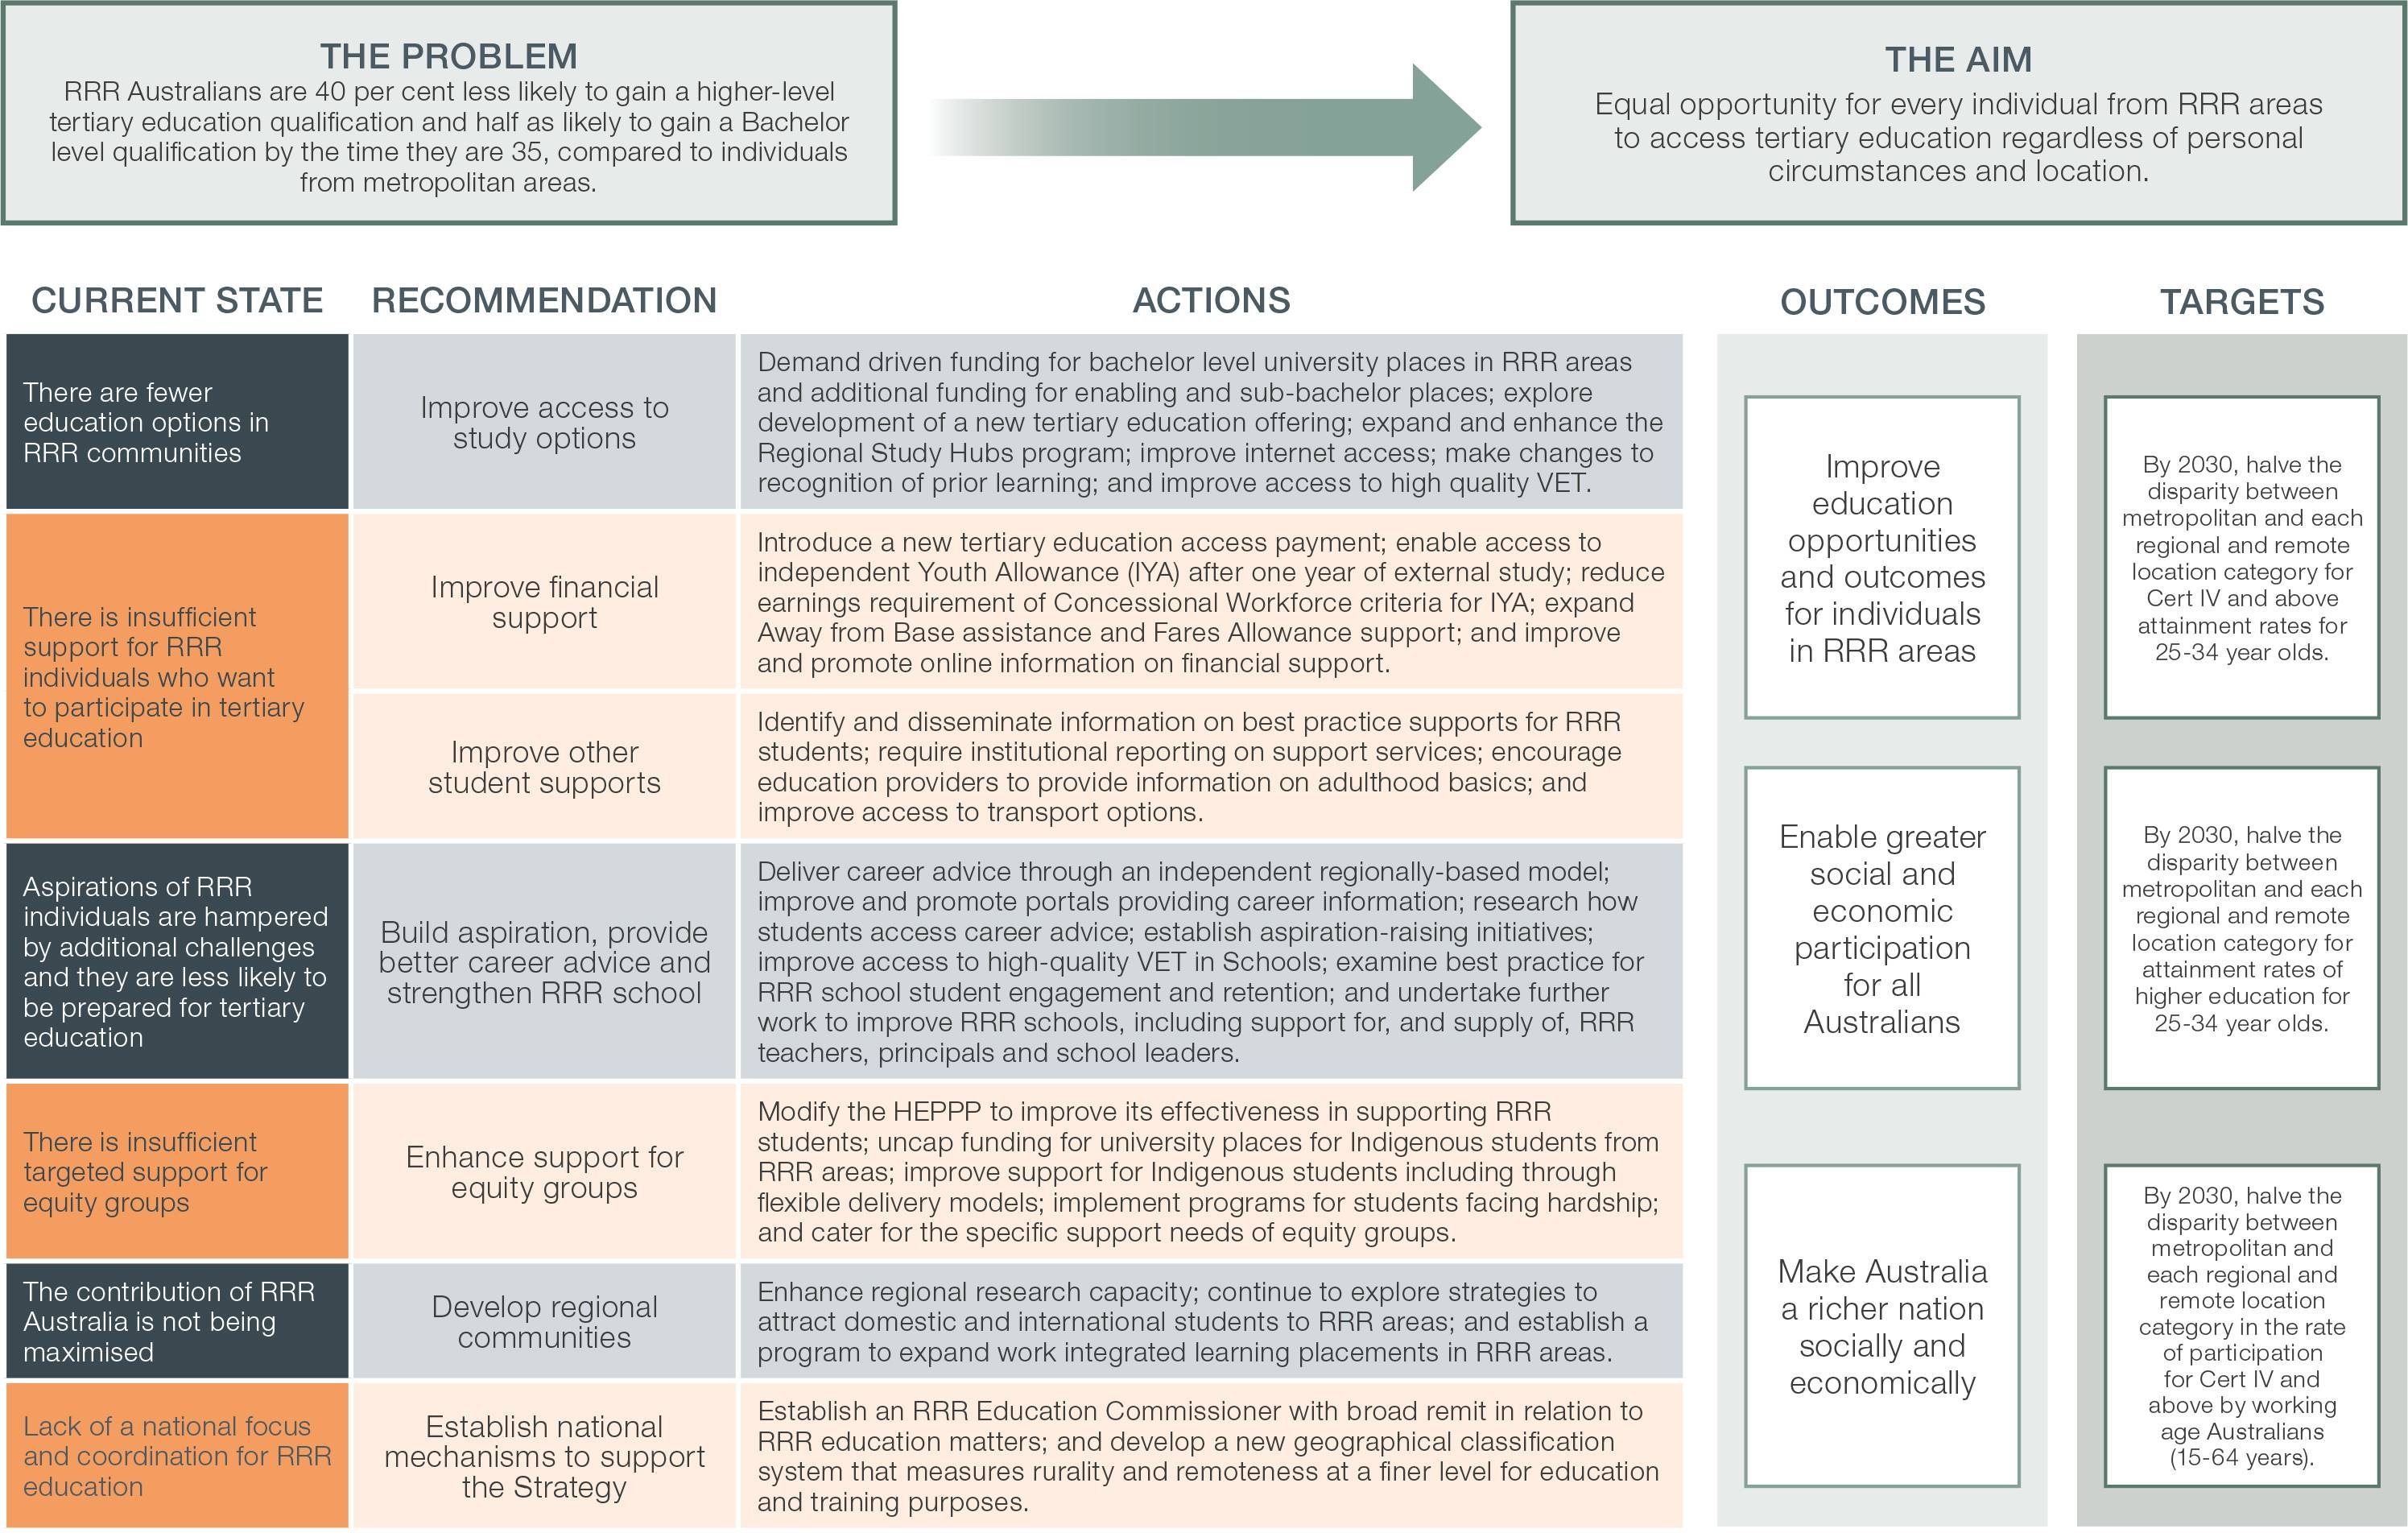 THE PROBLEM
RRR Australians are 40 per cent less likely to gain a higher-level
tertiary education qualification and half as likely to gain a Bachelor
level qualification by the time they are 35, compared to individuals
from metropolitan areas.
THE AIM
Equal opportunity for every individual from RRR areas
to access tertiary education regardless of personal
circumstances and location.
CURRENT STATE
RECOMMENDATION
ACTIONS
OUTCOMES
TARGETS
There are fewer
education options in
RRR communities
Improve access to
study options
Demand driven funding for bachelor level university places in RRR areas
and additional funding for enabling and sub-bachelor places; explore
development of a new tertiary education offering; expand and enhance the
Regional Study Hubs program; improve internet access; make changes to
recognition of prior learning; and improve access to high quality VET.
There is insufficient
support for RRR
individuals who want
to participate in tertiary
education
Improve financial
support
Introduce a new tertiary education access payment; enable access to
independent Youth Allowance (IYA) after one year of external study; reduce
earnings requirement of Concessional Workforce criteria for IYA; expand
Away from Base assistance and Fares Allowance support; and improve
and promote online information on financial support.
Improve other
student supports
Identify and disseminate information on best practice supports for RRR
students; require institutional reporting on support services; encourage
education providers to provide information on adulthood basics; and
improve access to transport options.
Aspirations of RRR
individuals are hampered
by additional challenges
and they are less likely to
be prepared for tertiary
education
Build aspiration, provide
better career advice and
strengthen RRR school
Deliver career advice through an independent regionally-based model;
improve and promote portals providing career information; research how
students access career advice; establish aspiration-raising initiatives;
improve access to high-quality VET in Schools; examine best practice for
RRR school student engagement and retention; and undertake further
work to improve RRR schools, including support for, and supply of, RRR
teachers, principals and school leaders.
There is insufficient
targeted support for
equity groups
Enhance support for
equity groups
Modify the HEPPP to improve its effectiveness in supporting RRR
students; uncap funding for university places for Indigenous students from
RRR areas; improve support for Indigenous students including through
flexible delivery models; implement programs for students facing hardship;
and cater for the specific support needs of equity groups.
The contribution of RRR
Australia is not being
maximised
Develop regional
communities
Enhance regional research capacity; continue to explore strategies to
attract domestic and international students to RRR areas; and establish a
program to expand work integrated learning placements in RRR areas.
Lack of a national focus
and coordination for RRR
education
Establish national
mechanisms to support
the Strategy
Establish an RRR Education Commissioner with broad remit in relation to
RRR education matters; and develop a new geographical classification
system that measures rurality and remoteness at a finer level for education
and training purposes.
Improve
education
opportunities
and outcomes
for individuals
in RRR areas
Enable greater
social and
economic
participation
for all
Australians
Make Australia
a richer nation
socially and
economically
By 2030, halve the
disparity between
metropolitan and each
regional and remote
location category for
Cert IV and above
attainment rates for
25-34 year olds.
By 2030, halve the
disparity between
metropolitan and each
regional and remote
location category for
attainment rates of
higher education for
25-34 year olds.
By 2030, halve the
disparity between
metropolitan and
each regional and
remote location
category in the rate
of participation
for Cert IV and
above by working
age Australians
(15-64 years).